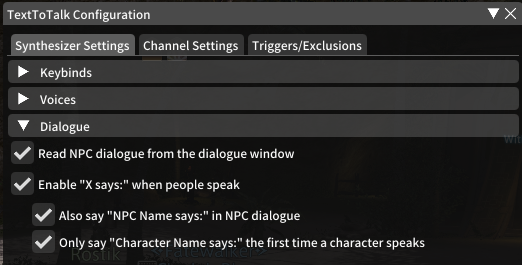 TextToTalk Configuration
Synthesizer Settings Channel Settings Triggers/Exclusions
Keybinds
Voices
Dialogue
Read NPC dialogue from the dialogue window
Enable "X says:" when people speak
Also say "NPC Name says:" in NPC dialogue
Only say "Character Name says:" the first time a character speaks